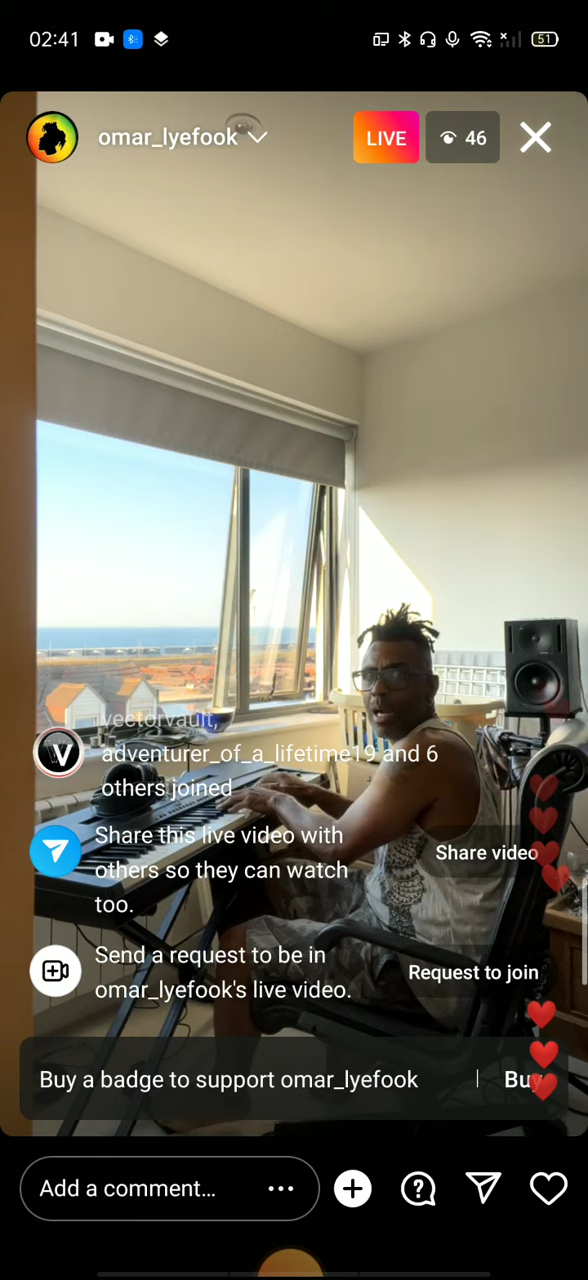 02:41
51
omar_lyefook
LIVE
46
vectorvault,
adventurer_of_a_lifetime19 and 6
others joined
V
Share this live video with
others so they can watch
too.
Share video
Send a request to be in
omar_lyefook's live video.
Request to join
Buy a badge to support omar_lyefook
Buy
Add a comment...